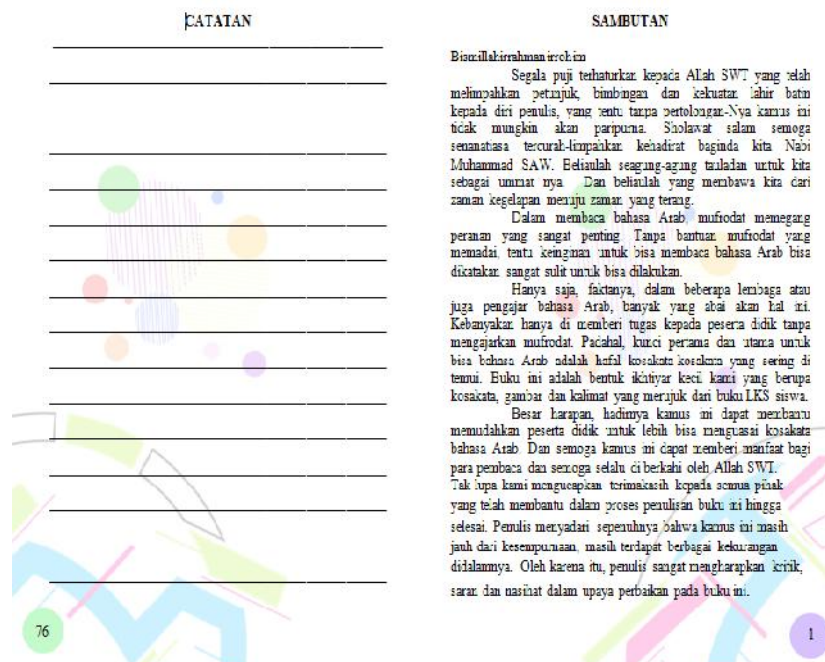 CATATAN
76
SAMBUTAN
Bismillahirrahmanirrohim
Segala puji terhaturkan kepada Allah SWT yang telah
melimpahkan petunjuk, bimbingan dan kekuatan lahir batin
kepada diri penulis, yang tentu tanpa pertolongan-Nya kamus ini
tidak mungkin akan paripurna. Sholawat salam semoga
senanatiasa tercurah-limpahkan kehadirat baginda kita Nabi
Muhammad SAW. Beliaulah seagung-agung tauladan untuk kita
sebagai ummat nya. Dan beliaulah yang membawa kita dari
zaman kegelapan menuju zaman yang terang.
Dalam membaca bahasa Arab, mufrodat memegang
peranan yang sangat penting. Tanpa bantuan mufrodat yang
memadai, tentu keinginan untuk bisa membaca bahasa Arab bisa
dikatakan sangat sulit untuk bisa dilakukan.
Hanya saja, faktanya, dalam beberapa lembaga atau
juga pengajar bahasa Arab, banyak yang abai akan hal ini.
Kebanyakan hanya di memberi tugas kepada peserta didik tanpa
mengajarkan mufrodat. Padahal, kunci pertama dan utama untuk
bisa bahasa Arab adalah hafal kosakata-kosakata yang sering di
temui. Buku ini adalah bentuk ikhtiyar kecil kami yang berupa
kosakata, gambar dan kalimat yang merujuk dari buku LKS siswa.
Besar harapan, hadirnya kamus ini dapat membantu
memudahkan peserta didik untuk lebih bisa menguasai kosakata
bahasa Arab. Dan semoga kamus ini dapat memberi manfaat bagi
para pembaca dan semoga selalu di berkahi oleh Allah SWT.
Tak lupa kami mengucapkan terimakasih kepada semua pihak
yang telah membantu dalam proses penulisan buku ini hingga
selesai. Penulis menyadari sepenuhnya bahwa kamus ini masih
jauh dari kesempurnaan, masih terdapat berbagai kekurangan
didalamnya. Oleh karena itu, penulis sangat mengharapkan kritik,
saran dan nasihat dalam upaya perbaikan pada buku ini.
1